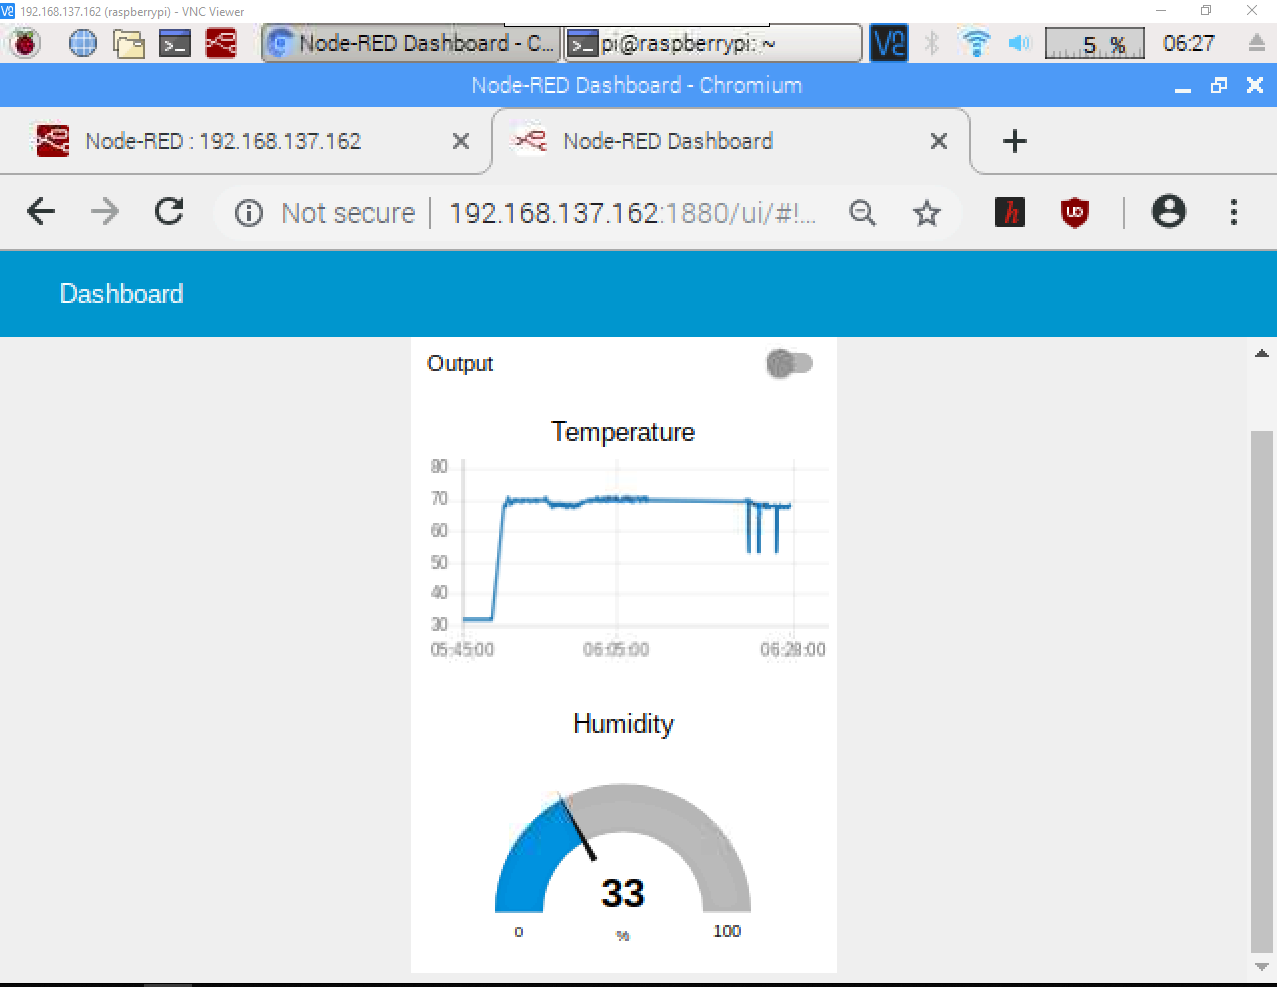 192.168.137.162 (raspberrypi) - VNC Viewer
Node-RED Dashboard - C... pi@raspberrypi: ~ 5 % 06:27
Node-RED Dashboard - Chromium
Node-RED : 192.168.137.162 Node-RED Dashboard
Not secure 192.168.137.162:1880/ui/#!...
Dashboard
Output
Temperature
80
70
60
50
40
30
05:45:00 06:05:00 06:28:00
Humidity
33
0 % 100